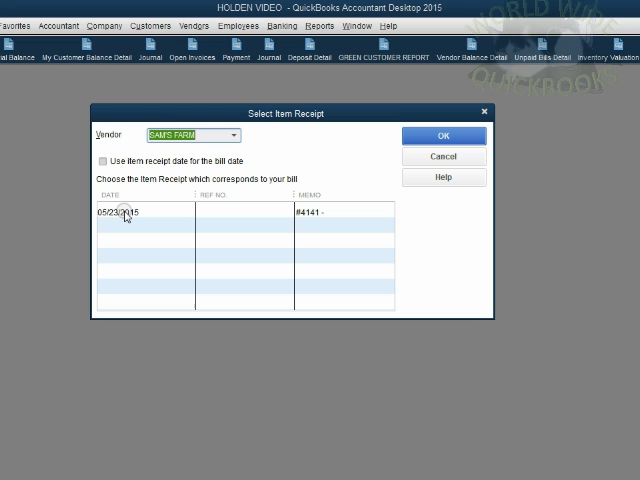 HOLDEN VIDEO - QuickBooks Accountant Desktop 2015
Favorites Accountant Company Customers Vendors Employees Banking Reports Window Help
ial Balance My Customer Balance Detail Journal Open Invoices Payment Journal Deposit Detail GREEN CUSTOMER REPORT Vendor Balance Detail Unpaid Bills Detail Inventory Valuation
WORLD WIDE
QUICKBOOKS
Select Item Receipt
Vendor SAM'S FARM OK
Use item receipt date for the bill date Cancel
Choose the Item Receipt which corresponds to your bill Help
DATE REF NO. MEMO
05/23/2015 #4141 -